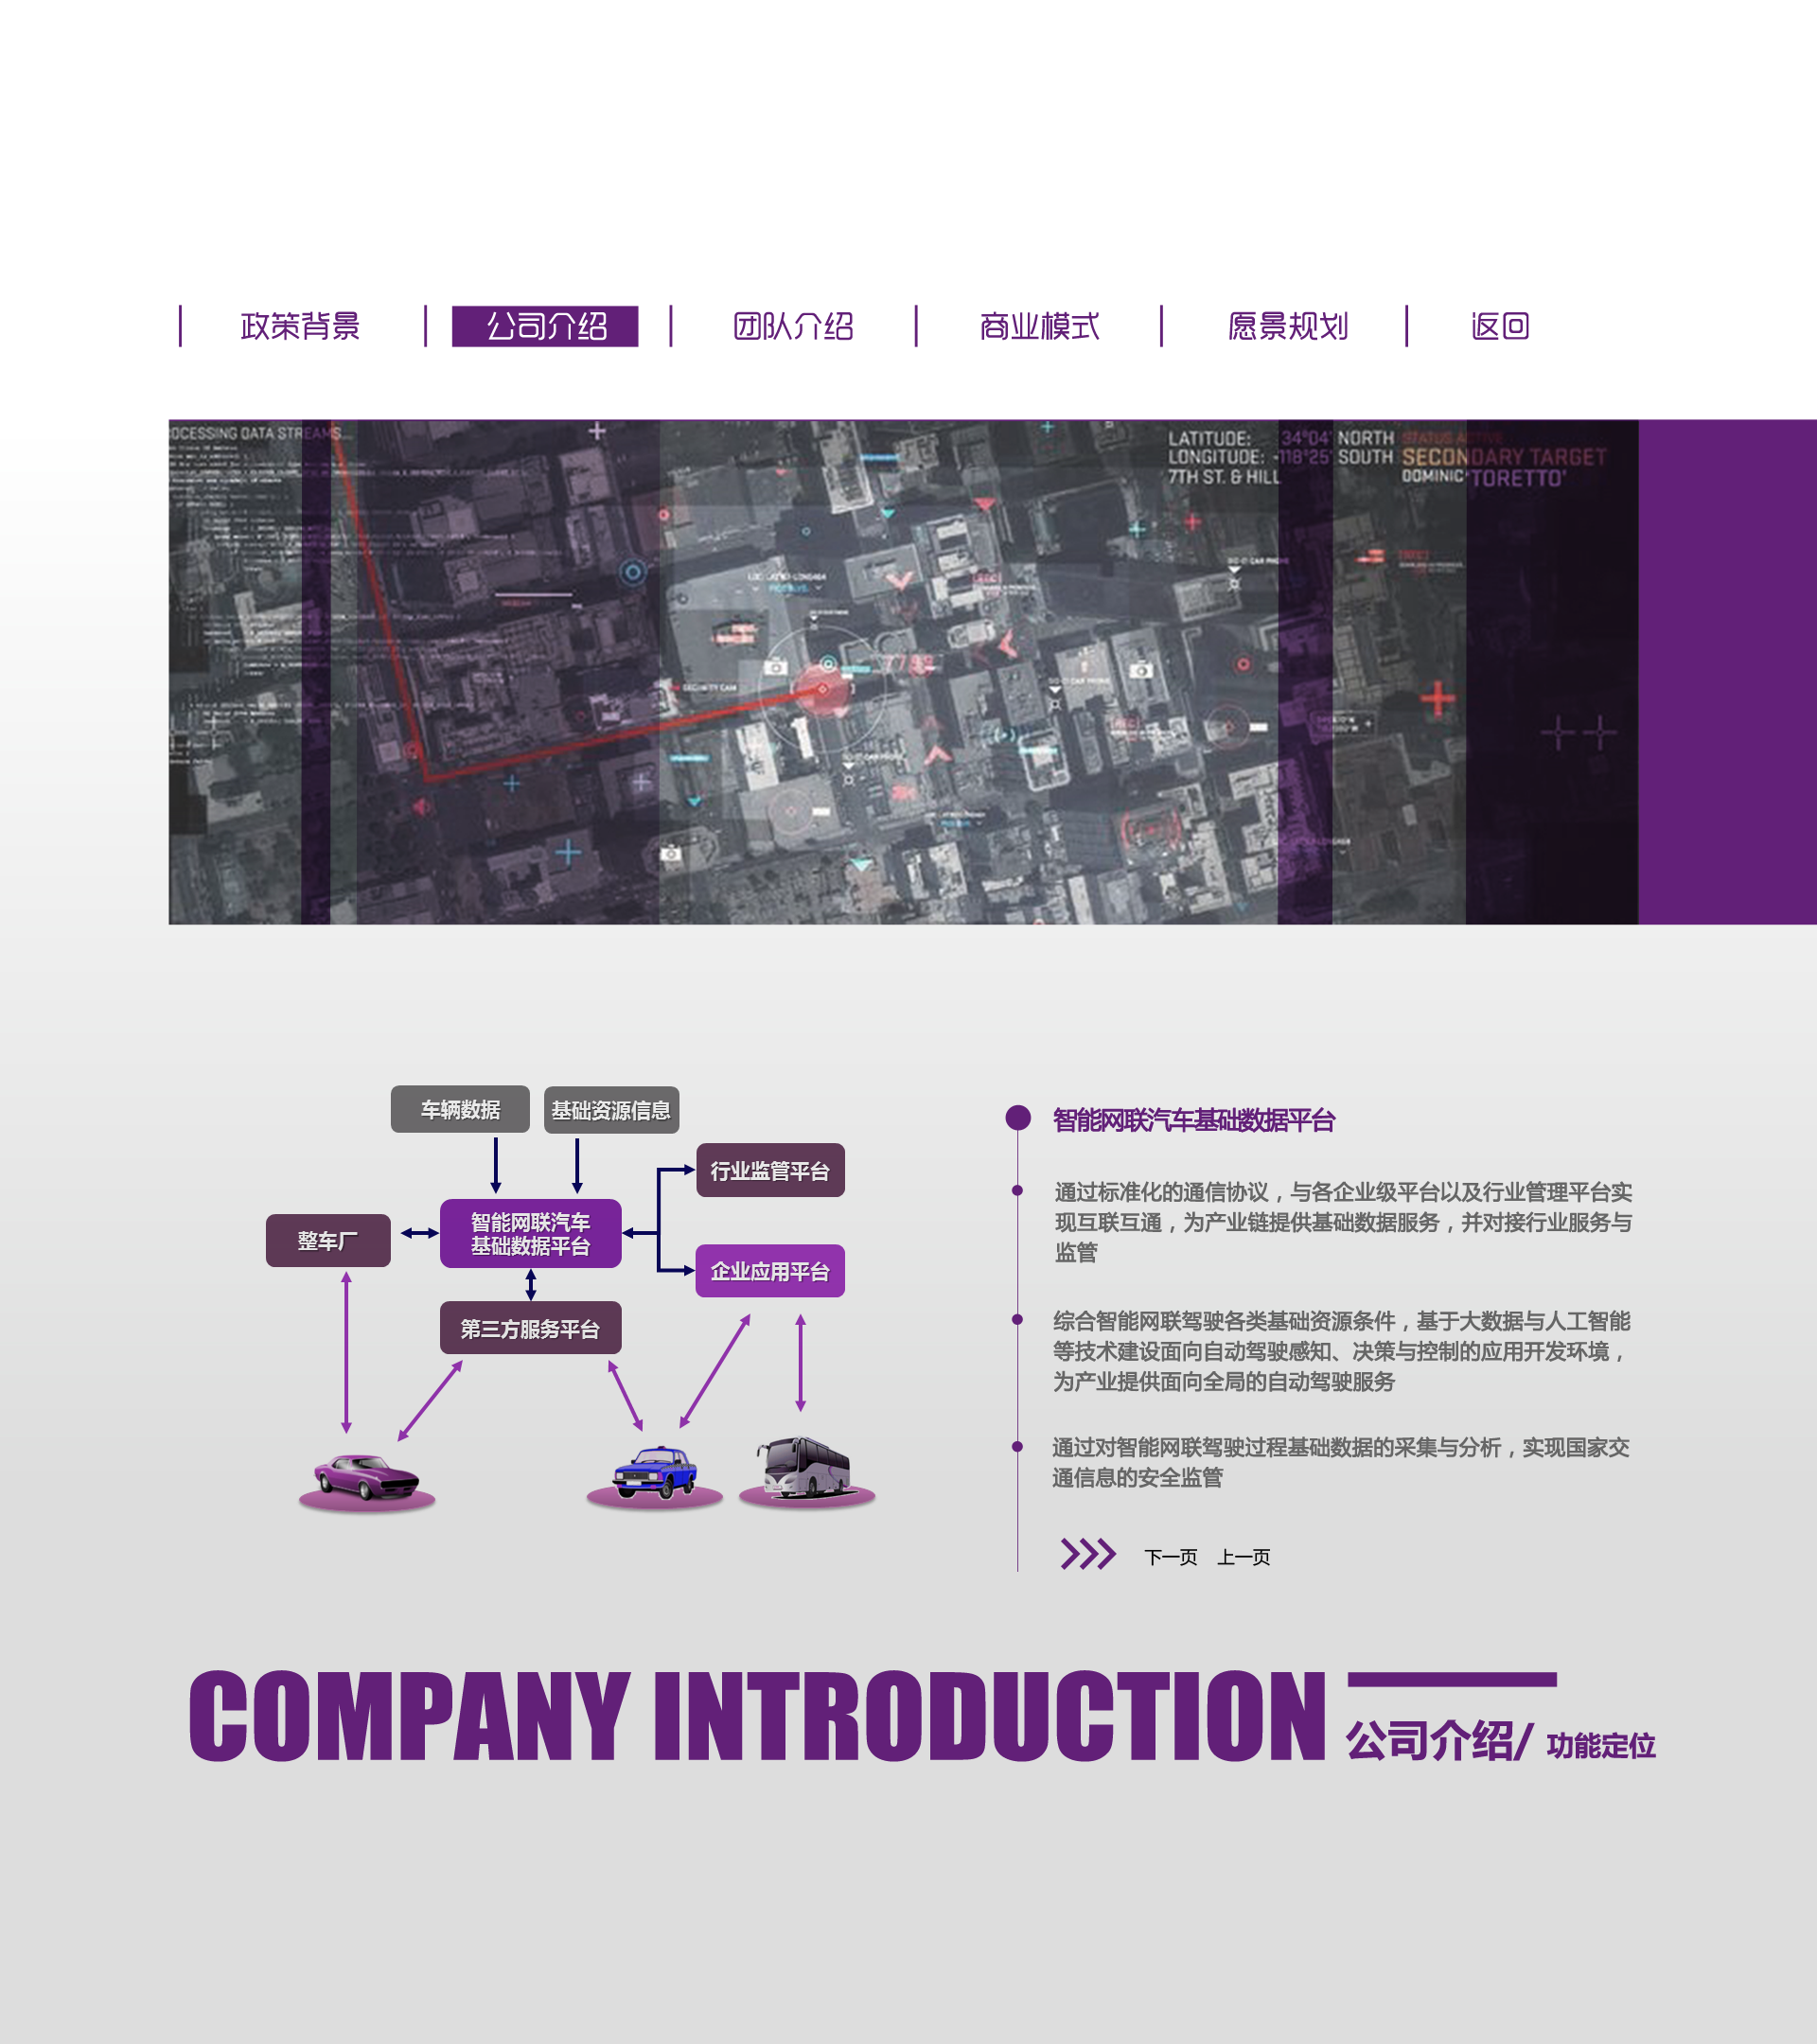 政策背景
公司介绍
团队介绍
商业模式
愿景规划
返回
OCESSING DATA STREAMS...
LATITUDE: 34°04' NORTH
LONGITUDE: -118°25' SOUTH
7TH ST. & HILL
STATUS ACTIVE
SECONDARY TARGET
DOMINIC 'TORETTO'
SECURITY CAM
车辆数据
基础资源信息
行业监管平台
整车厂
智能网联汽车
基础数据平台
企业应用平台
第三方服务平台
智能网联汽车基础数据平台
通过标准化的通信协议，与各企业级平台以及行业管理平台实
现互联互通，为产业链提供基础数据服务，并对接行业服务与
监管
综合智能网联驾驶各类基础资源条件，基于大数据与人工智能
等技术建设面向自动驾驶感知、决策与控制的应用开发环境，
为产业提供面向全局的自动驾驶服务
通过对智能网联驾驶过程基础数据的采集与分析，实现国家交
通信息的安全监管
下一页 上一页
COMPANY INTRODUCTION
公司介绍/ 功能定位